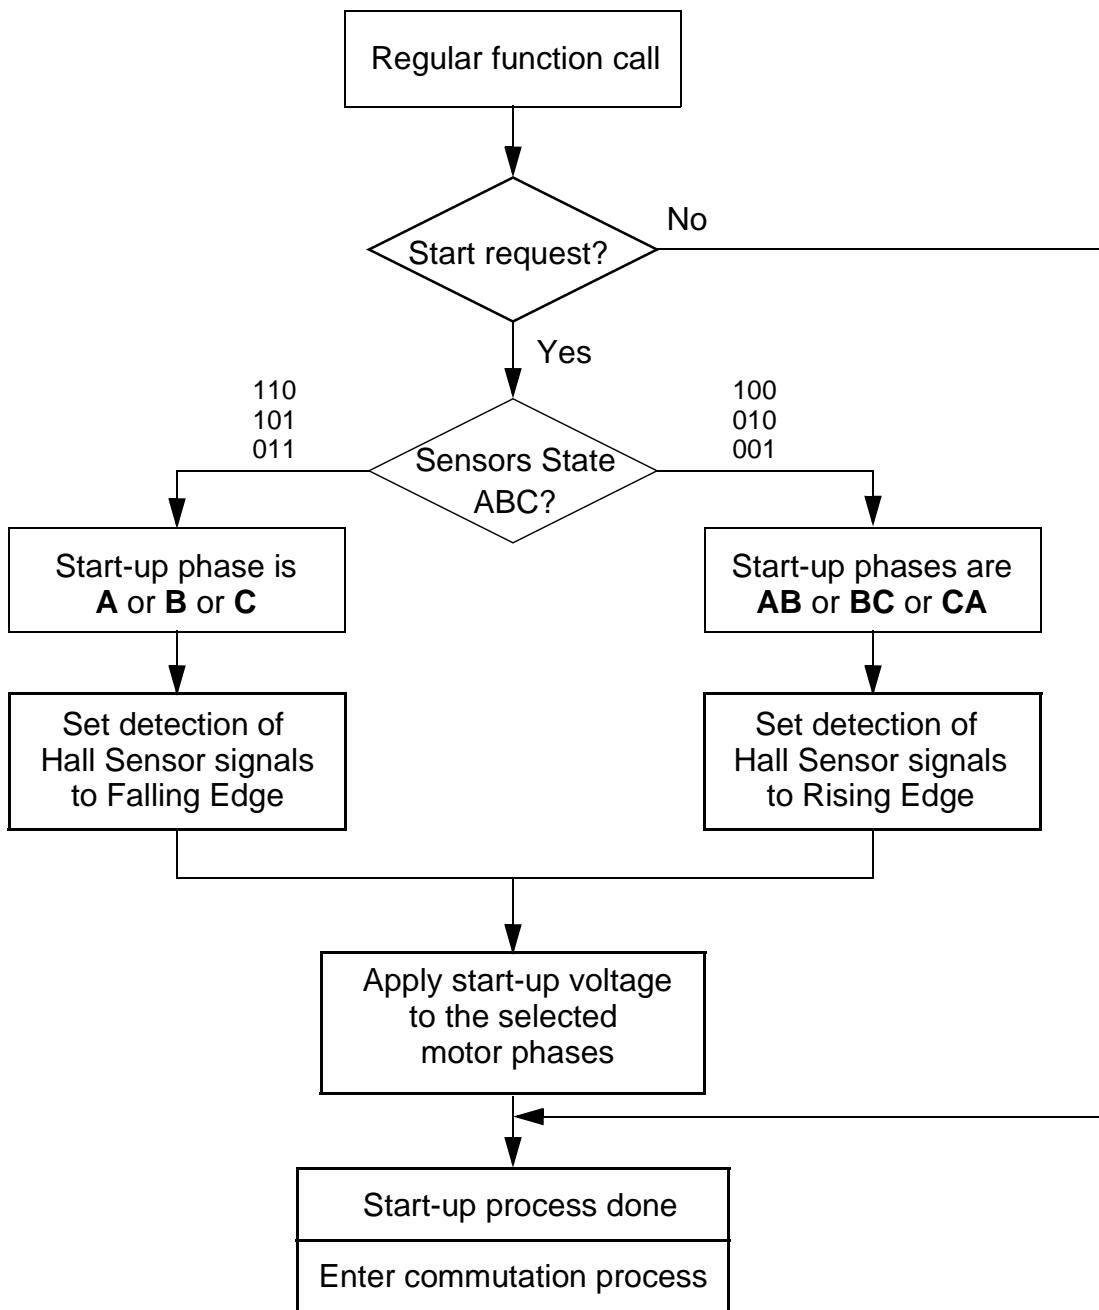 Regular function call
Start request?
No
Yes
110
101
011
100
010
001
Sensors State
ABC?
Start-up phase is
A or B or C
Start-up phases are
AB or BC or CA
Set detection of
Hall Sensor signals
to Falling Edge
Set detection of
Hall Sensor signals
to Rising Edge
Apply start-up voltage
to the selected
motor phases
Start-up process done
Enter commutation process